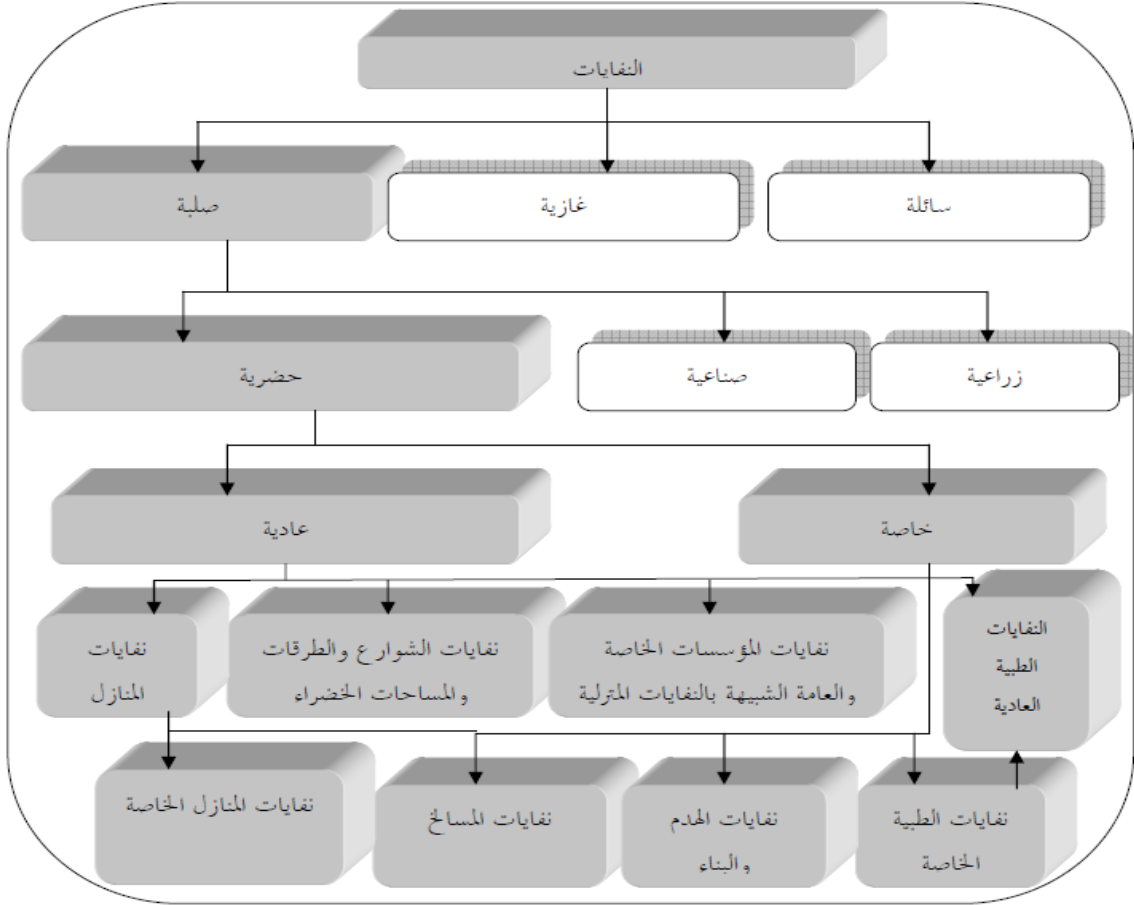 النفايات
سائلة
غازية
صلبة
زراعية
صناعية
حضرية
خاصة
عادية
النفايات
الطبية
العادية
نفايات المؤسسات الخاصة
والعامة الشبيهة بالنفايات المترلية
نفايات الشوارع والطرقات
والمساحات الخضراء
نفايات
المنازل
نفايات الطبية
الخاصة
نفايات الهدم
والبناء
نفايات المسالخ
نفايات المنازل الخاصة